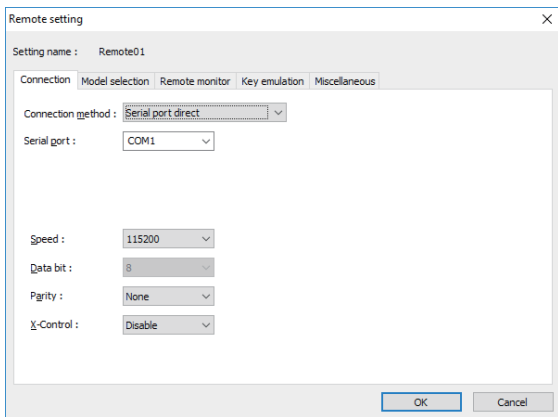 Remote setting
Setting name : Remote01
Connection Model selection Remote monitor Key emulation Miscellaneous
Connection method : Serial port direct
Serial port : COM1
Speed : 115200
Data bit : 8
Parity : None
X-Control : Disable
OK Cancel